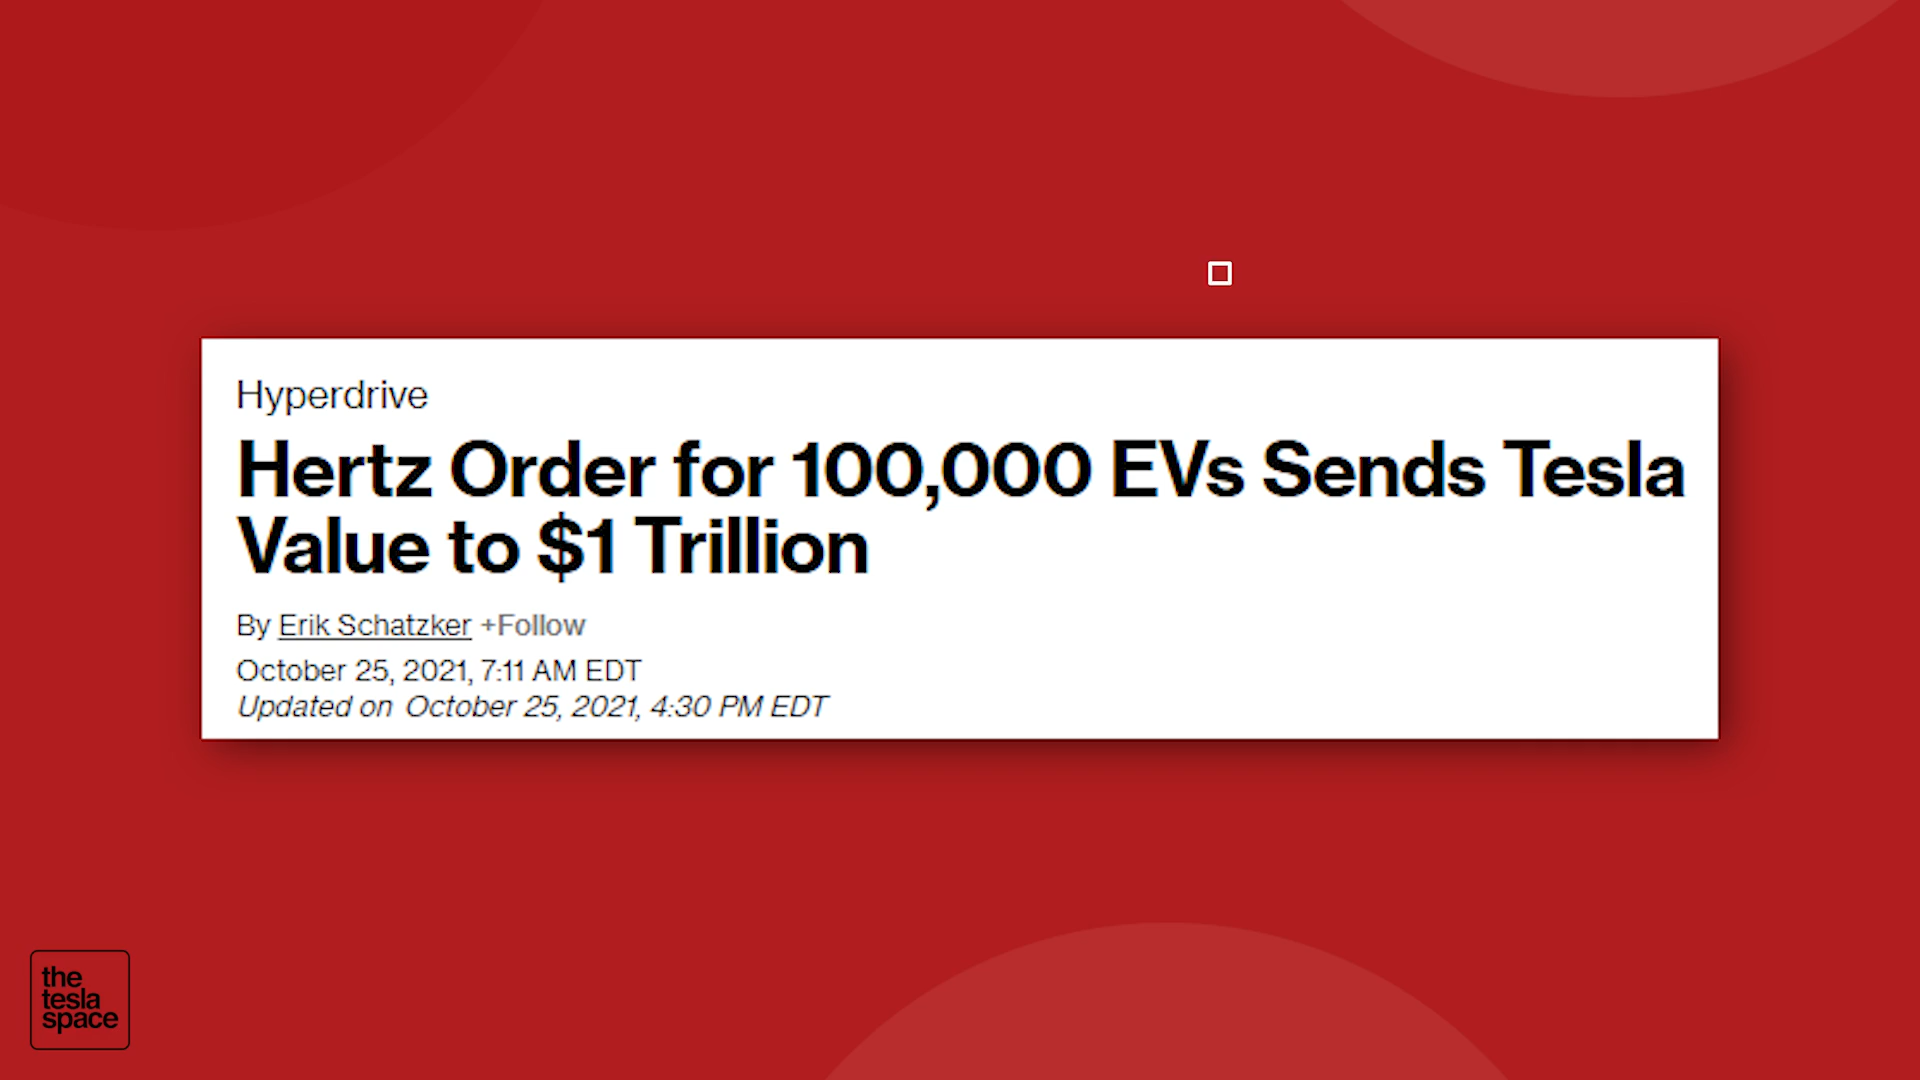 Hyperdrive
Hertz Order for 100,000 EVs Sends Tesla
Value to $1 Trillion
By Erik Schatzker +Follow
October 25, 2021, 7:11 AM EDT
Updated on October 25, 2021, 4:30 PM EDT
the
tesla
space